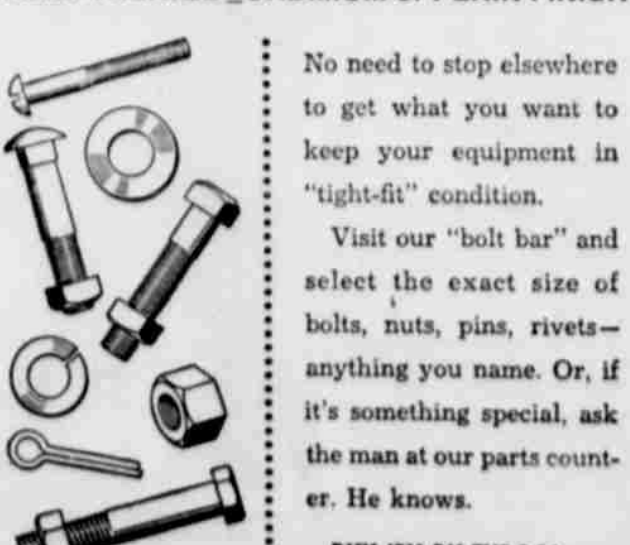 No need to stop elsewhere
to get what you want to
keep your equipment in
"tight-fit" condition.
Visit our "bolt bar" and
select the exact size of
bolts, nuts, pins, rivets—
anything you name. Or, if
it's something special, ask
the man at our parts count-
er. He knows.